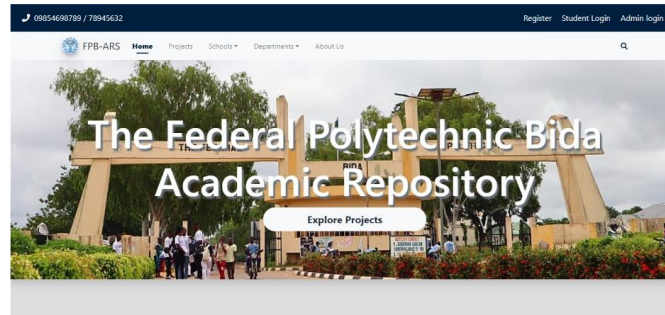 09854698789 / 78945632
Register Student Login Admin login
FPB-ARS Home Projects Schools Departments About Us
The Federal Polytechnic Bida
Academic Repository
BIDA
Explore Projects